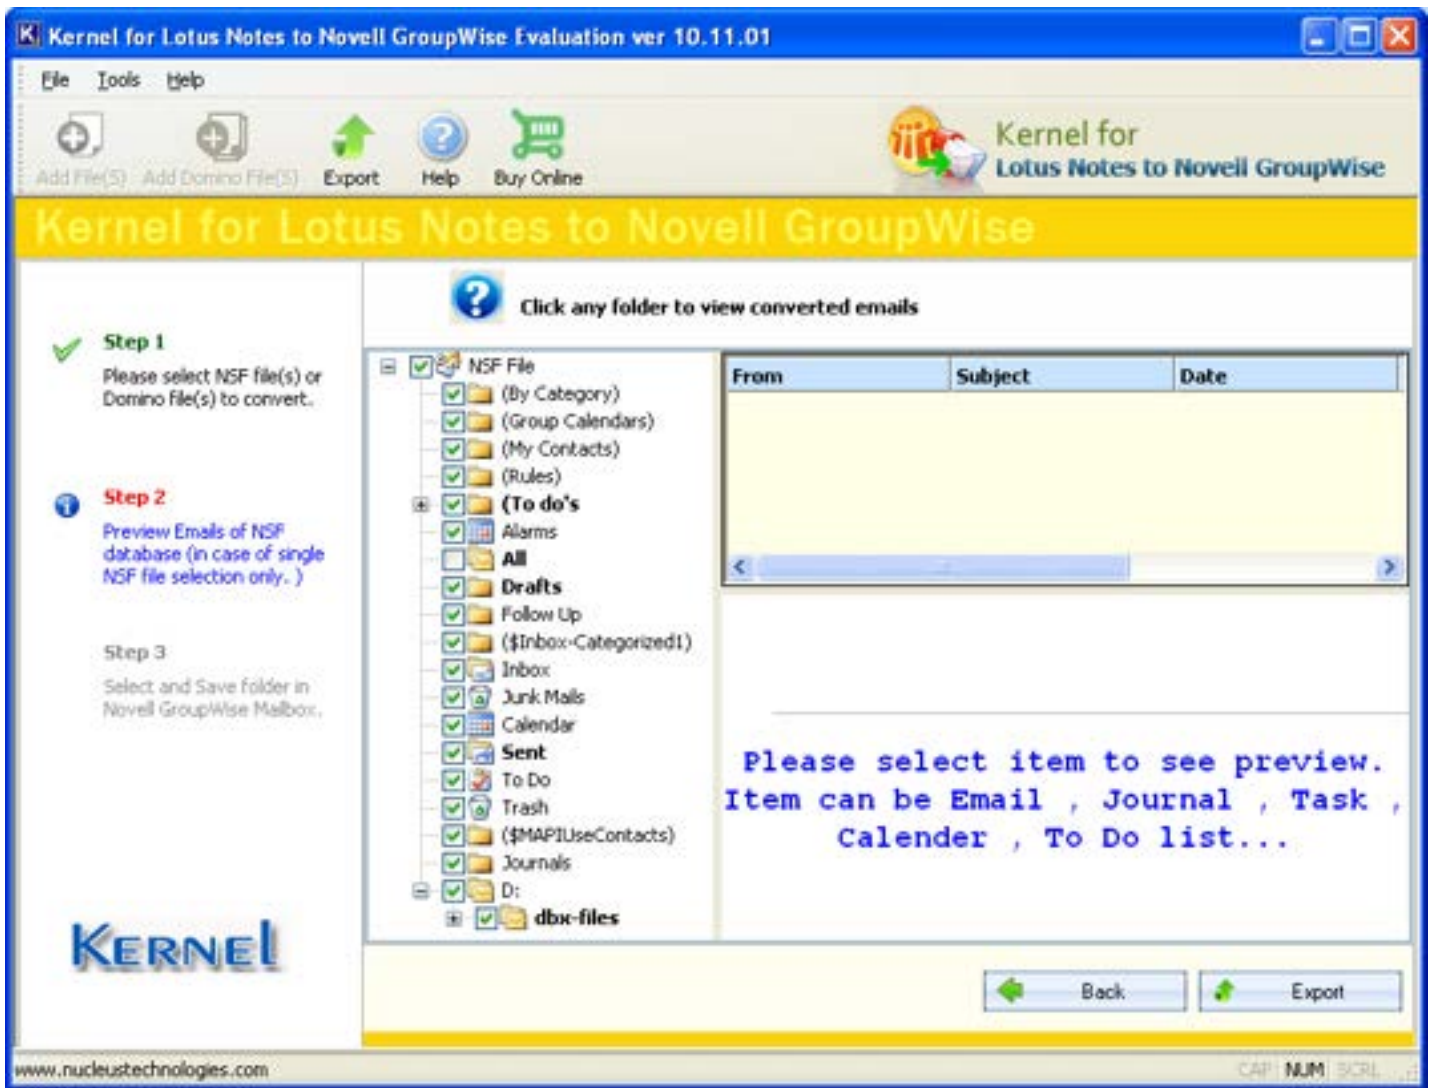 Kernel for Lotus Notes to Novell GroupWise Evaluation ver 10.11.01
File Tools Help
Add File(S) Add Domino File(S) Export Help Buy Online
Kernel for
Lotus Notes to Novell GroupWise
Kernel for Lotus Notes to Novell GroupWise
Click any folder to view converted emails
Step 1
Please select NSF file(s) or
Domino file(s) to convert.
Step 2
Preview Emails of NSF
database (in case of single
NSF file selection only. )
Step 3
Select and Save folder in
Novell GroupWise Mailbox.
KERNEL
NSF File
(By Category)
(Group Calendars)
(My Contacts)
(Rules)
(To do's
Alarms
All
Drafts
Follow Up
($Inbox-Categorized1)
Inbox
Junk Mails
Calendar
Sent
To Do
Trash
($MAPIUseContacts)
Journals
D:
dbx-files
From Subject Date
Please select item to see preview.
Item can be Email , Journal , Task ,
Calender , To Do list...
Back Export
www.nucleustechnologies.com
CAP NUM SCRL